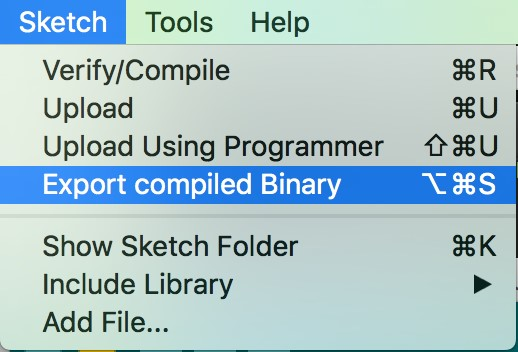 Sketch Tools Help
Verify/Compile ⌘R
Upload ⌘U
Upload Using Programmer ⇧⌘U
Export compiled Binary ⌥⌘S
Show Sketch Folder ⌘K
Include Library ▶
Add File...